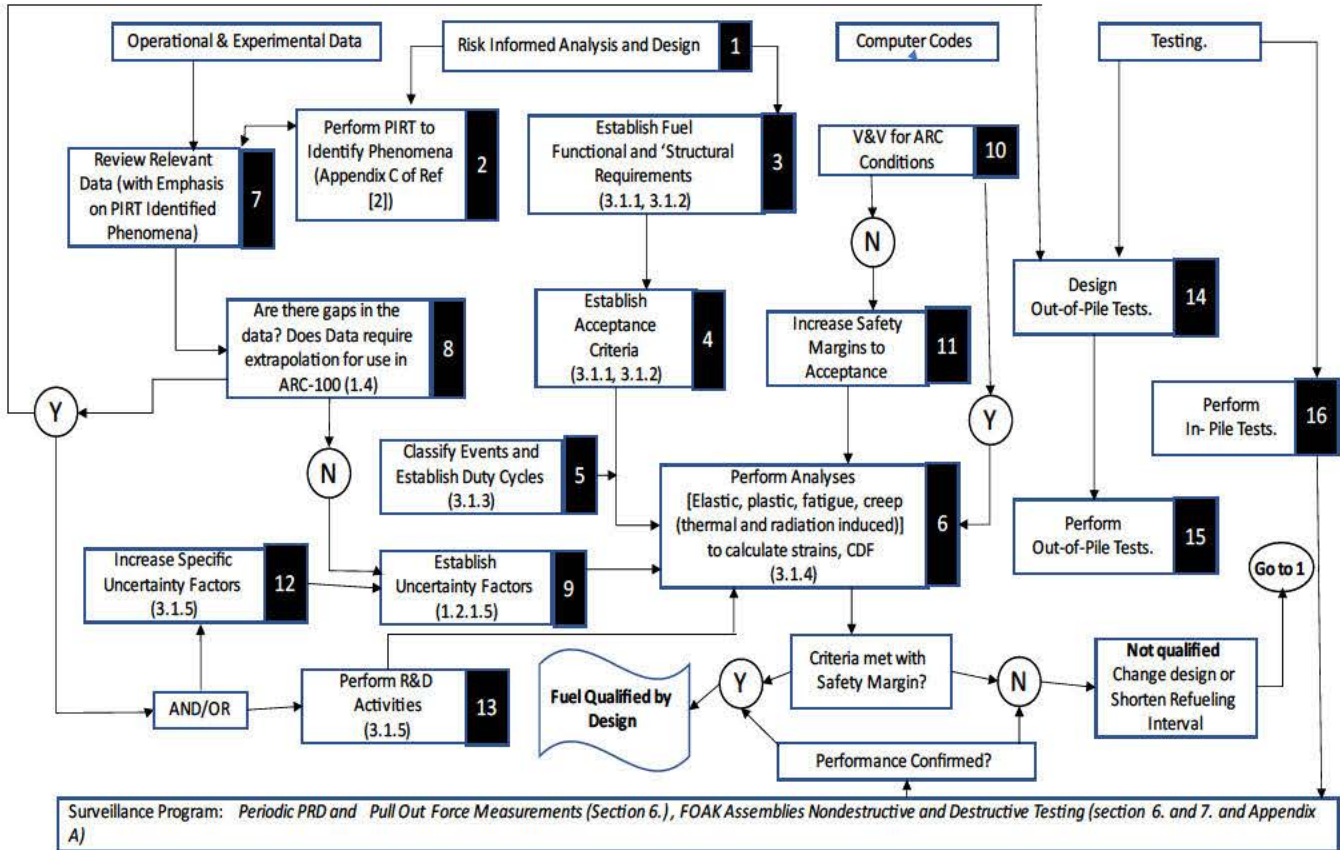 Operational & Experimental Data
Risk Informed Analysis and Design
1
Computer Codes
Testing.
Perform PIRT to
Identify Phenomena
(Appendix C of Ref
[2])
2
Establish Fuel
Functional and ‘Structural
Requirements
(3.1.1, 3.1.2)
3
V&V for ARC
Conditions
10
Review Relevant
Data (with Emphasis
on PIRT Identified
Phenomena)
7
N
Design
Out-of-Pile Tests.
14
Are there gaps in the
data? Does Data require
extrapolation for use in
ARC-100 (1.4)
8
Establish
Acceptance
Criteria
(3.1.1, 3.1.2)
4
Increase Safety
Margins to
Acceptance
11
Y
Y
Perform
In- Pile Tests.
16
N
Classify Events and
Establish Duty Cycles
(3.1.3)
5
Perform Analyses
[Elastic, plastic, fatigue, creep
(thermal and radiation induced)]
to calculate strains, CDF
(3.1.4)
6
Perform
Out-of-Pile Tests.
15
Increase Specific
Uncertainty Factors
(3.1.5)
12
Establish
Uncertainty Factors
(1.2.1.5)
9
Go to 1
AND/OR
Perform R&D
Activities
(3.1.5)
13
Fuel Qualified by
Design
Y
Criteria met with
Safety Margin?
N
Not qualified
Change design or
Shorten Refueling
Interval
Performance Confirmed?
Surveillance Program: Periodic PRD and Pull Out Force Measurements (Section 6.) , FOAK Assemblies Nondestructive and Destructive Testing (section 6. and 7. and Appendix
A)